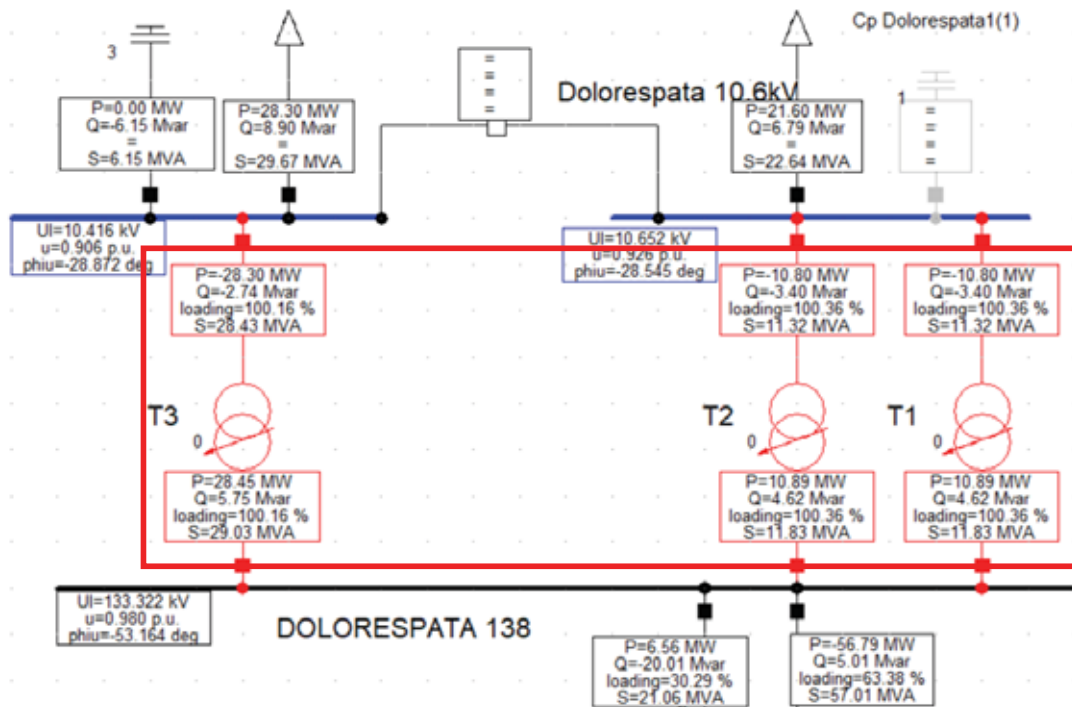 Cp Dolorespata1(1)
3
=
=
=
=
Dolorespata 10.6kV
1
P=0.00 MW
Q=-6.15 Mvar
=
S=6.15 MVA
P=28.30 MW
Q=8.90 Mvar
=
S=29.67 MVA
P=21.60 MW
Q=6.79 Mvar
=
S=22.64 MVA
=
=
=
=
Ul=10.416 kV
u=0.906 p.u.
phiu=-28.872 deg
Ul=10.652 kV
u=0.926 p.u.
phiu=-28.545 deg
P=-28.30 MW
Q=-2.74 Mvar
loading=100.16 %
S=28.43 MVA
P=-10.80 MW
Q=-3.40 Mvar
loading=100.36 %
S=11.32 MVA
P=-10.80 MW
Q=-3.40 Mvar
loading=100.36 %
S=11.32 MVA
T3
0
T2
0
T1
0
P=28.45 MW
Q=5.75 Mvar
loading=100.16 %
S=29.03 MVA
P=10.89 MW
Q=4.62 Mvar
loading=100.36 %
S=11.83 MVA
P=10.89 MW
Q=4.62 Mvar
loading=100.36 %
S=11.83 MVA
Ul=133.322 kV
u=0.980 p.u.
phiu=-53.164 deg
DOLORESPATA 138
P=6.56 MW
Q=-20.01 Mvar
loading=30.29 %
S=21.06 MVA
P=-56.79 MW
Q=5.01 Mvar
loading=63.38 %
S=57.01 MVA